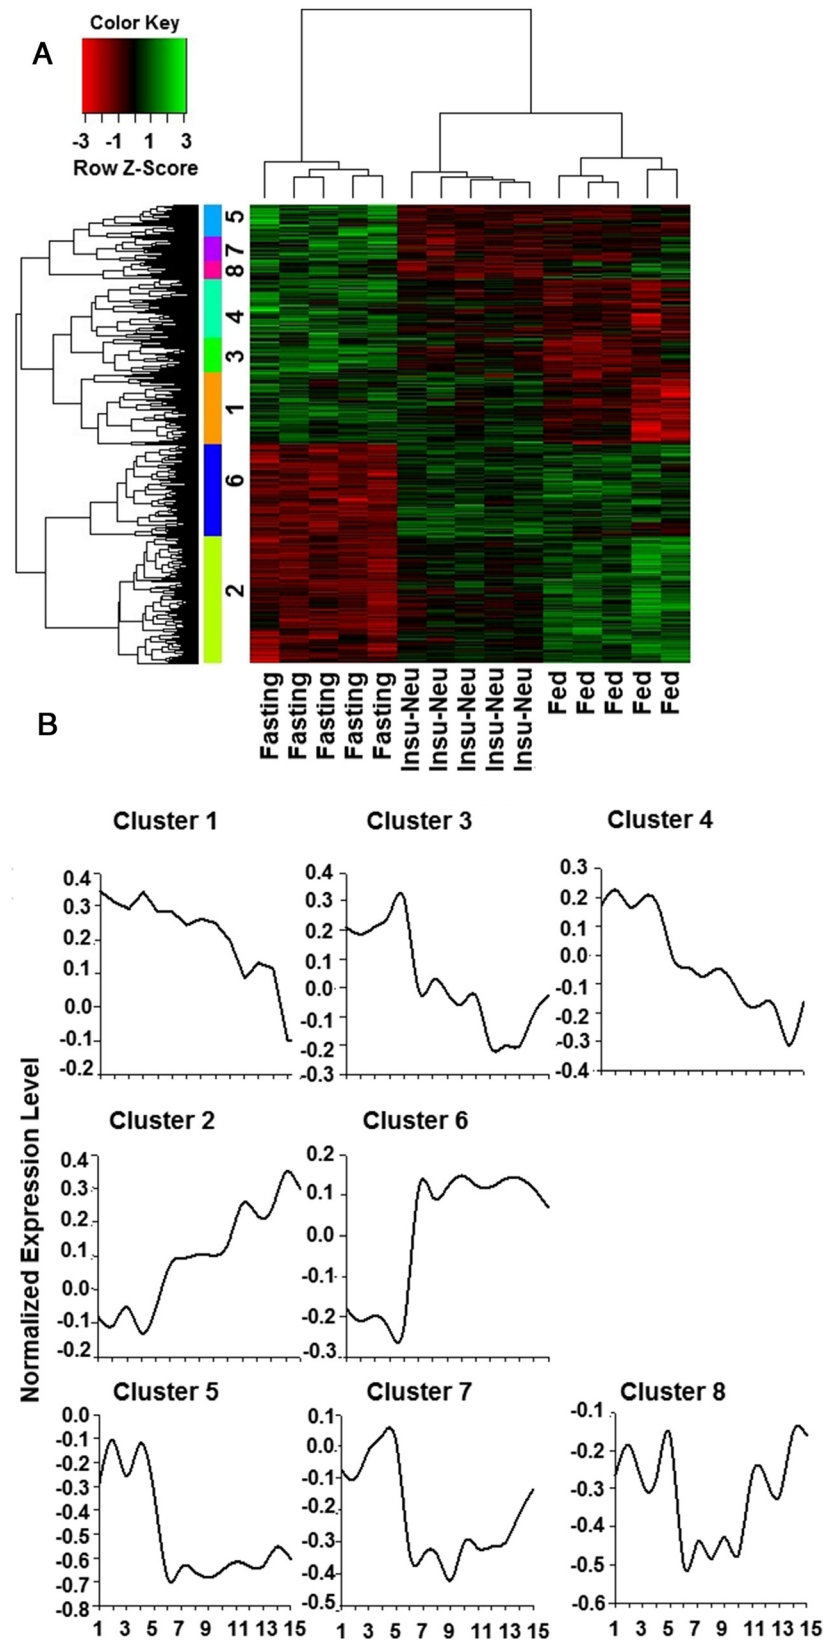 A
Color Key
-3 -1 1 3
Row Z-Score
5
7
8
4
3
1
6
2
Fasting
Fasting
Fasting
Fasting
Fasting
Insu-Neu
Insu-Neu
Insu-Neu
Insu-Neu
Insu-Neu
Fed
Fed
Fed
Fed
Fed
B
Normalized Expression Level
Cluster 1
0.4
0.3
0.2
0.1
0.0
-0.1
-0.2
Cluster 3
0.4
0.3
0.2
0.1
0.0
-0.1
-0.2
-0.3
Cluster 4
0.3
0.2
0.1
0.0
-0.1
-0.2
-0.3
-0.4
Cluster 2
0.4
0.3
0.2
0.1
0.0
-0.1
-0.2
Cluster 6
0.2
0.1
0.0
-0.1
-0.2
-0.3
Cluster 5
0.0
-0.1
-0.2
-0.3
-0.4
-0.5
-0.6
-0.7
-0.8
1 3 5 7 9 11 13 15
Cluster 7
0.1
0.0
-0.1
-0.2
-0.3
-0.4
-0.5
1 3 5 7 9 11 13 15
Cluster 8
-0.1
-0.2
-0.3
-0.4
-0.5
-0.6
1 3 5 7 9 11 13 15